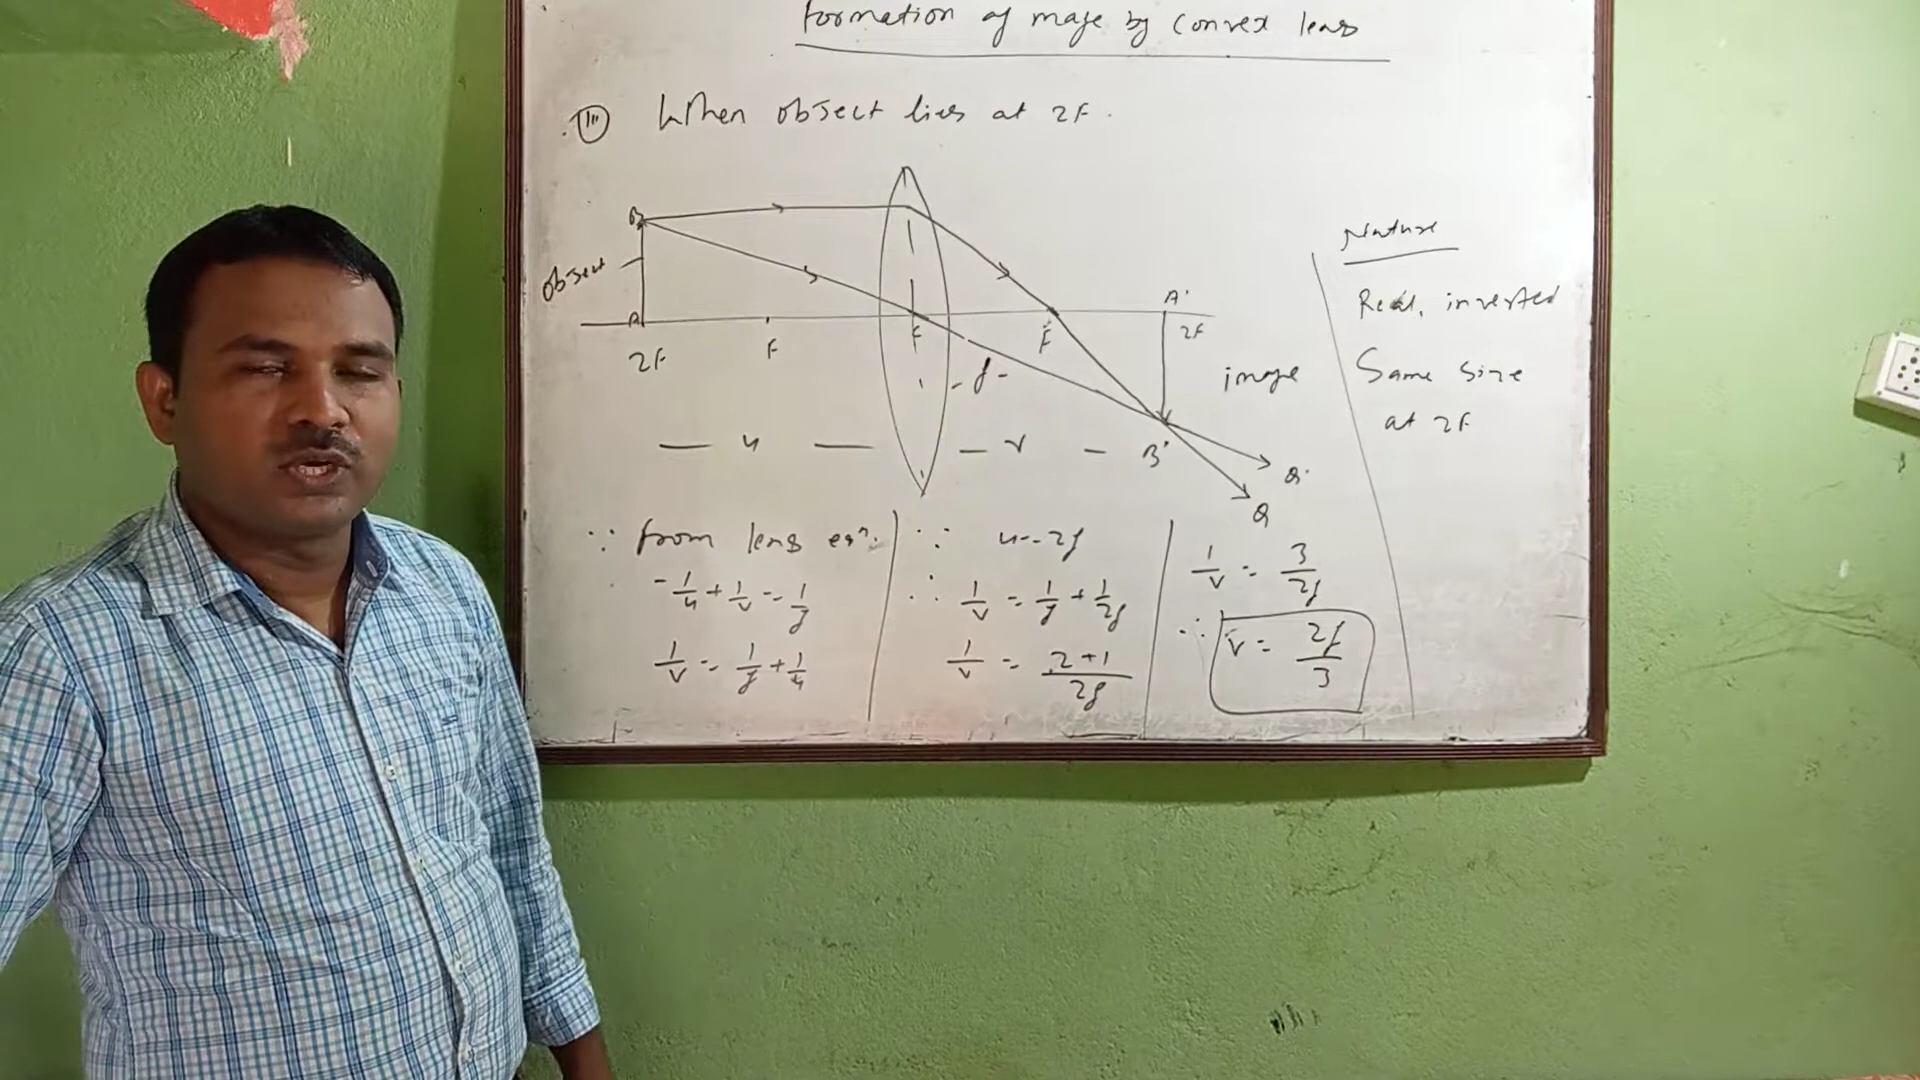 Formation of image by convex lens
(III) When object lies at 2F.
B
object
A
2F
F
F
F
A'
2F
image
- f -
— u —
— v —
B'
Q'
Q
Nature
Real, inverted
Same size
at 2F
∵ from lens eqn.
-1/u + 1/v = 1/f
1/v = 1/f + 1/u
∵ u = 2f
∴ 1/v = 1/f + 1/2f
1/v = 2+1/2f
1/v = 3/2f
∴ v = 2f/3